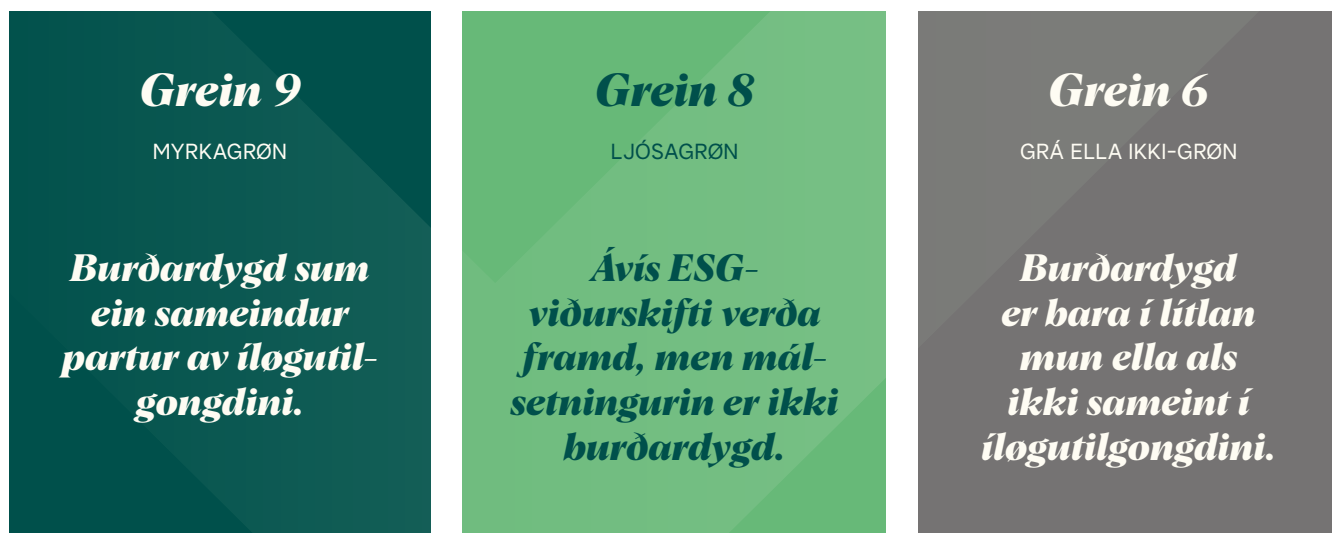 Grein 9
MYRKAGRØN
Burðardygd sum
ein sameindur
partur av íløgutil-
gongdini.
Grein 8
LJÓSAGRØN
Ávís ESG-
viðurskifti verða
framd, men mál-
setningurin er ikki
burðardygd.
Grein 6
GRÁ ELLA IKKI-GRØN
Burðardygd
er bara í lítlan
mun ella als
ikki sameint í
íløgutilgongdini.